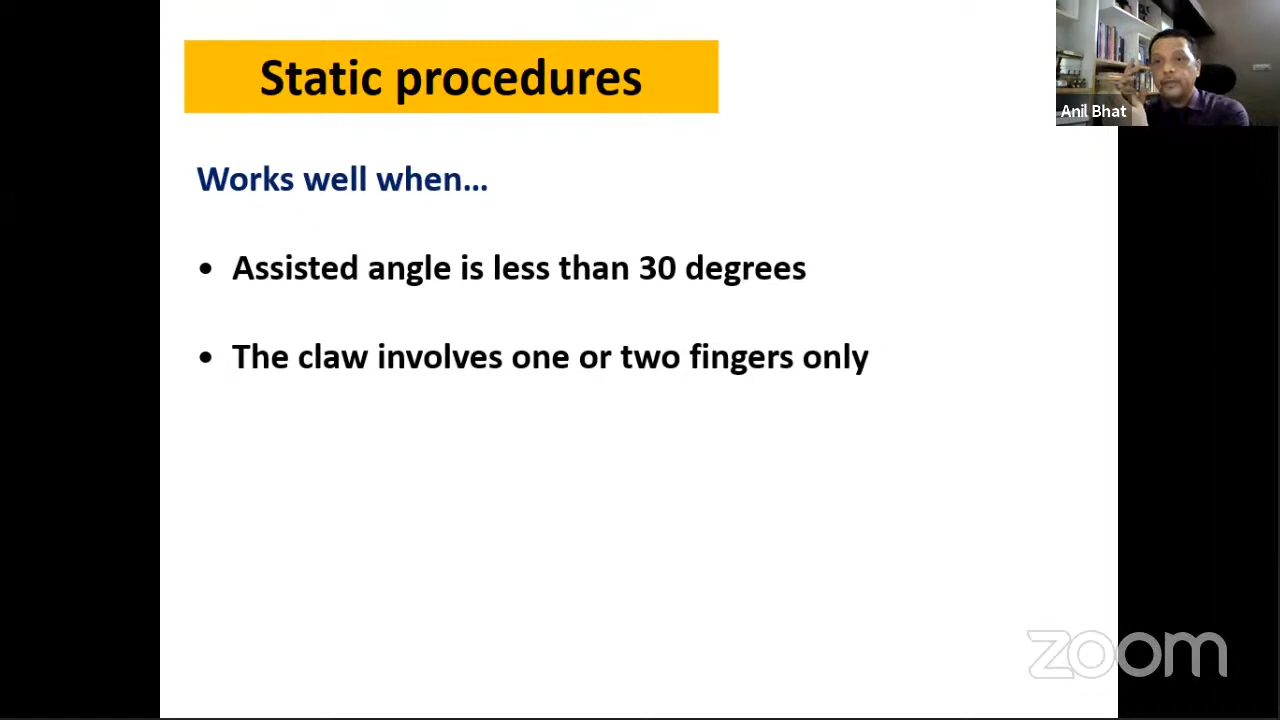 Static procedures
Anil Bhat
Works well when...
• Assisted angle is less than 30 degrees
• The claw involves one or two fingers only
zoom